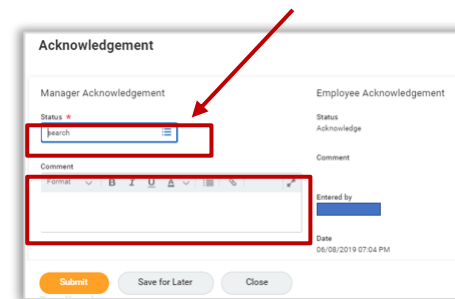 Acknowledgement
Manager Acknowledgement
Status *
search
Comment
Format B I U A
Employee Acknowledgement
Status
Acknowledge
Comment
Entered by
Date
06/08/2019 07:04 PM
Submit Save for Later Close